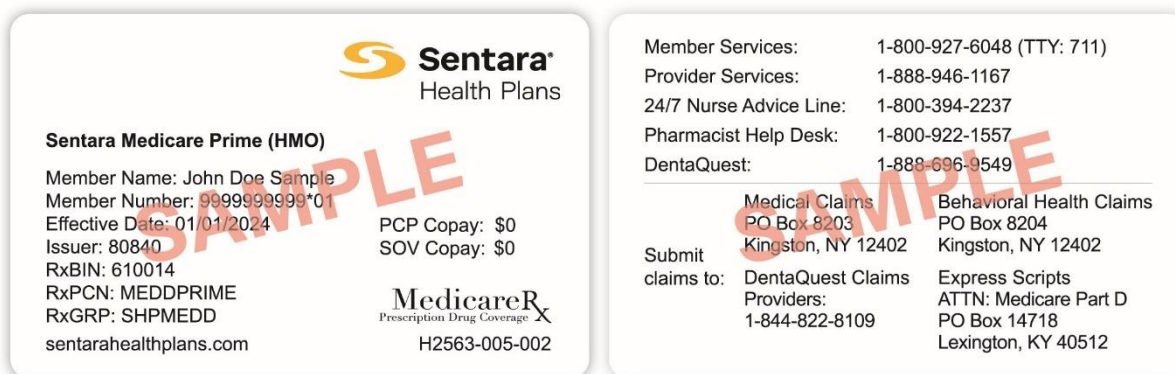 Sentara®
Health Plans
Sentara Medicare Prime (HMO)
Member Name: John Doe Sample
Member Number: 9999999999*01
Effective Date: 01/01/2024
Issuer: 80840
RxBIN: 610014
RxPCN: MEDDPRIME
RxGRP: SHPMEDD
sentarahealthplans.com
PCP Copay: $0
SOV Copay: $0
MedicareRx
Prescription Drug Coverage
H2563-005-002
SAMPLE
Member Services: 1-800-927-6048 (TTY: 711)
Provider Services: 1-888-946-1167
24/7 Nurse Advice Line: 1-800-394-2237
Pharmacist Help Desk: 1-800-922-1557
DentaQuest: 1-888-696-9549
Submit
claims to:
Medical Claims
PO Box 8203
Kingston, NY 12402
Behavioral Health Claims
PO Box 8204
Kingston, NY 12402
DentaQuest Claims
Providers:
1-844-822-8109
Express Scripts
ATTN: Medicare Part D
PO Box 14718
Lexington, KY 40512
SAMPLE